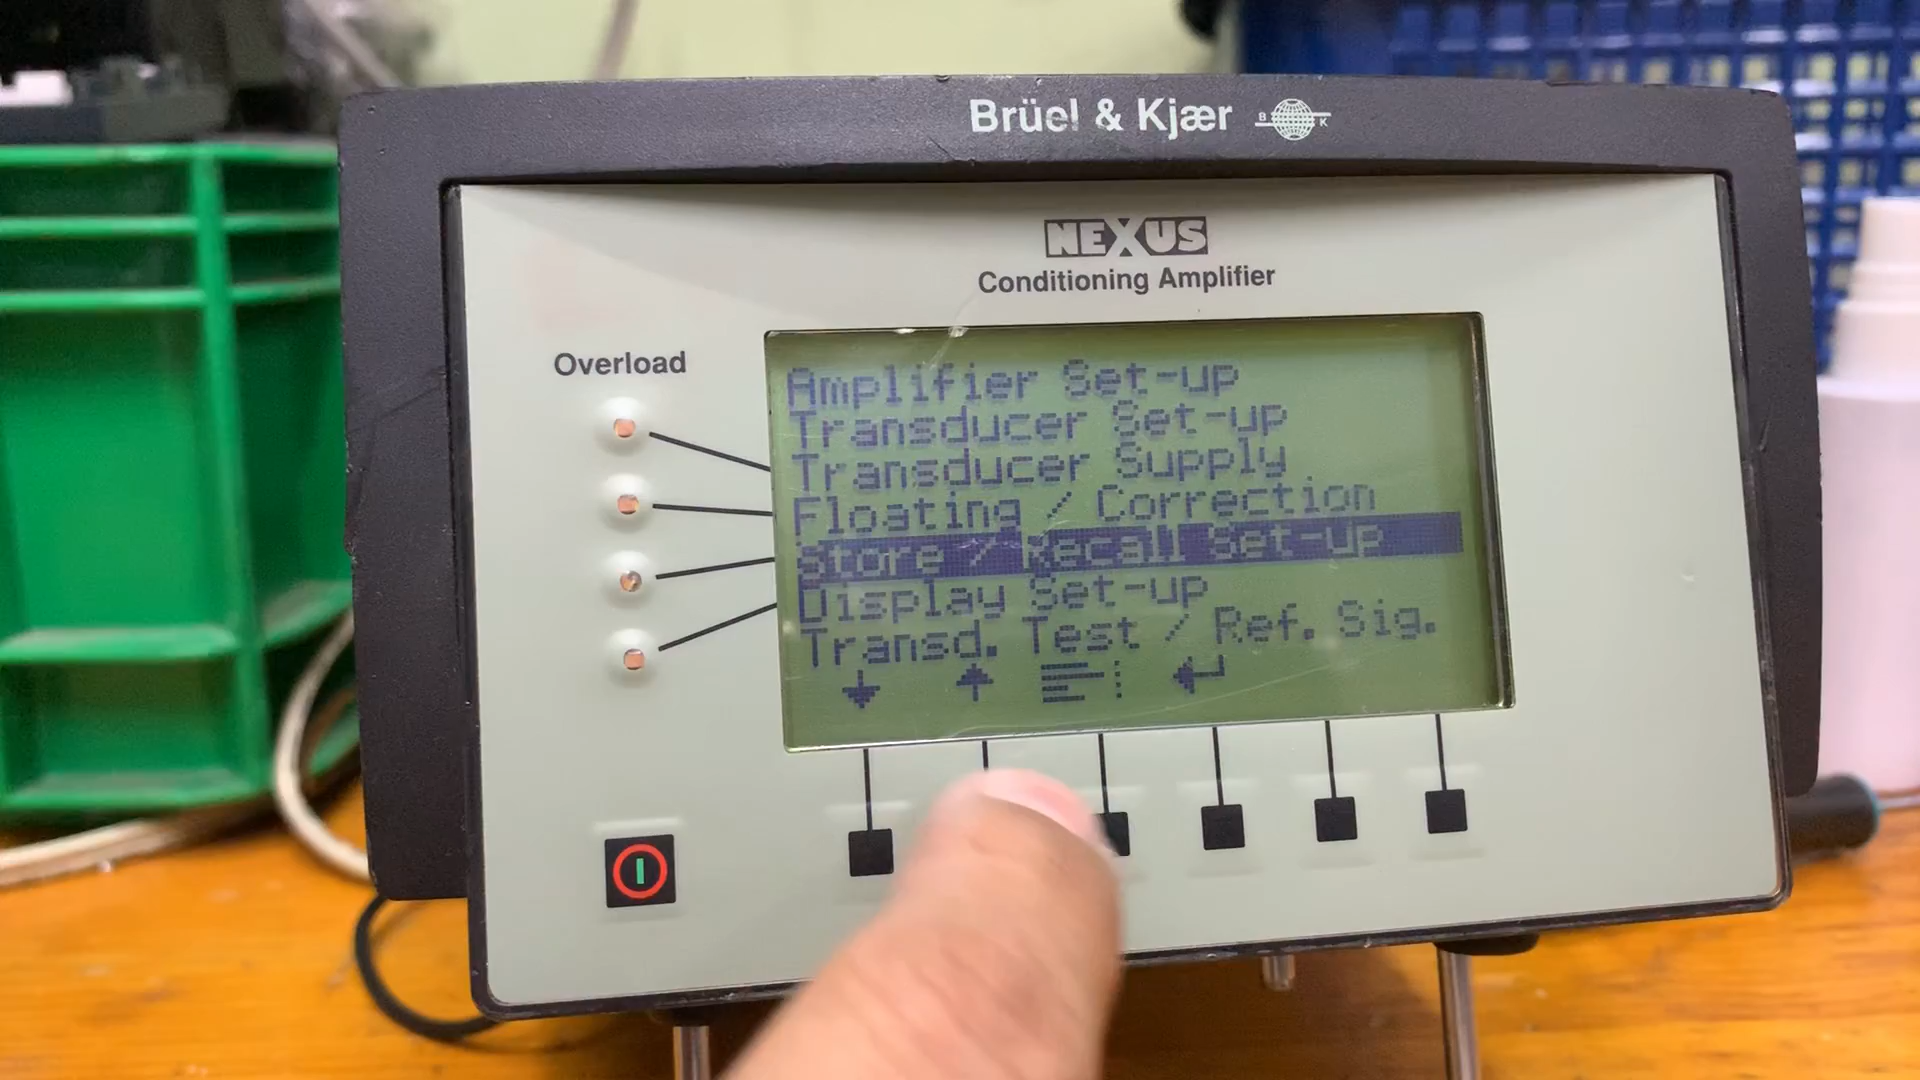 Brüel & Kjær
B K
NEXUS
Conditioning Amplifier
Overload
Amplifier Set-up
Transducer Set-up
Transducer Supply
Floating / Correction
Store / Recall Set-up
Display Set-up
Transd. Test / Ref. Sig.